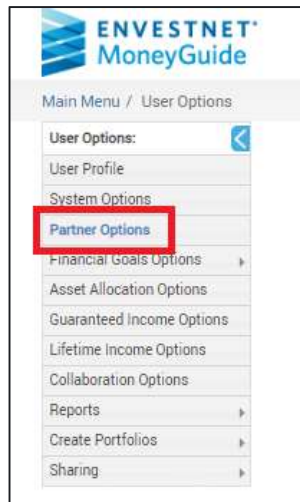 ENVESTNET
MoneyGuide
Main Menu / User Options
User Options:
User Profile
System Options
Partner Options
Financial Goals Options
Asset Allocation Options
Guaranteed Income Options
Lifetime Income Options
Collaboration Options
Reports
Create Portfolios
Sharing